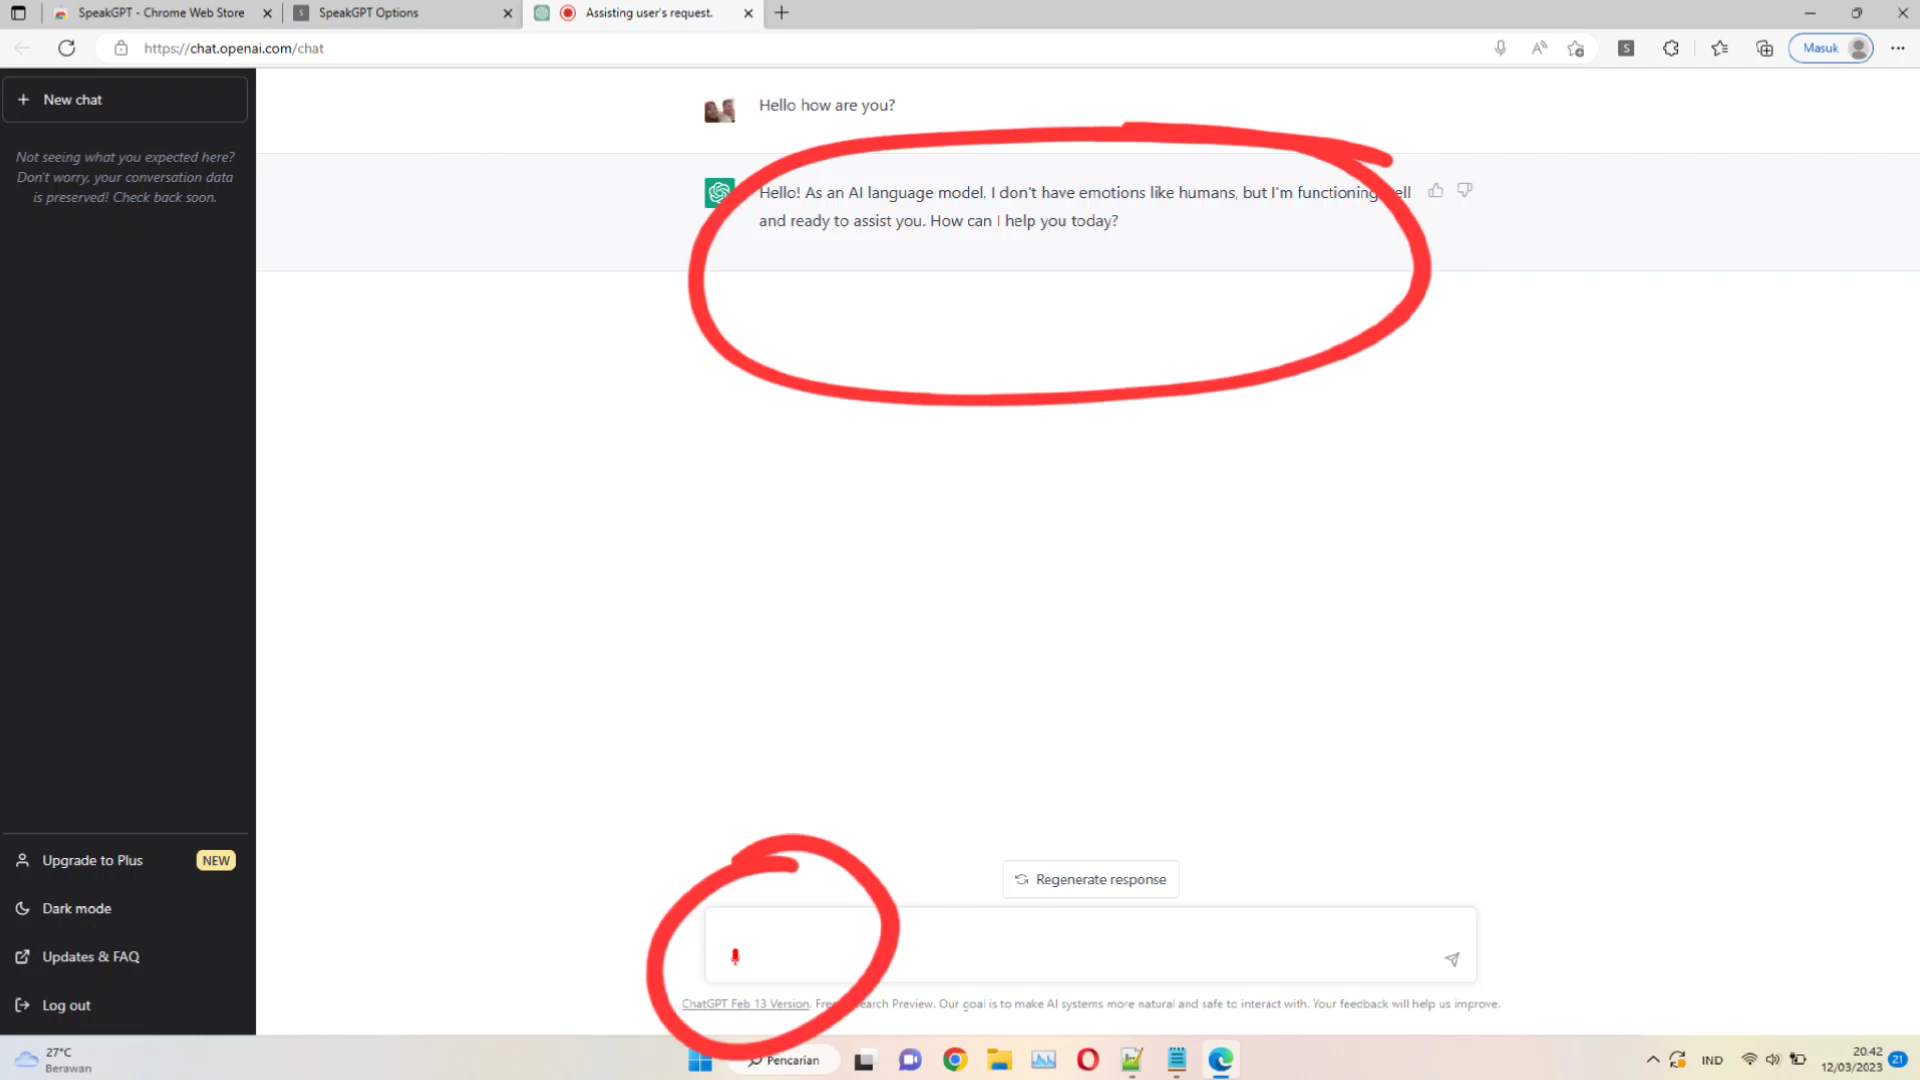 SpeakGPT - Chrome Web Store
SpeakGPT Options
Assisting user's request.
https://chat.openai.com/chat
Masuk
New chat
Not seeing what you expected here?
Don't worry, your conversation data
is preserved! Check back soon.
Hello how are you?
Hello! As an AI language model, I don't have emotions like humans, but I'm functioning
and ready to assist you. How can I help you today?
Upgrade to Plus
NEW
Dark mode
Updates & FAQ
Log out
Regenerate response
ChatGPT Feb 13 Version. Preview. Our goal is to make AI systems more natural and safe to interact with. Your feedback will help us improve.
27°C
Berawan
Pencarian
IND
20.42
12/03/2023
21